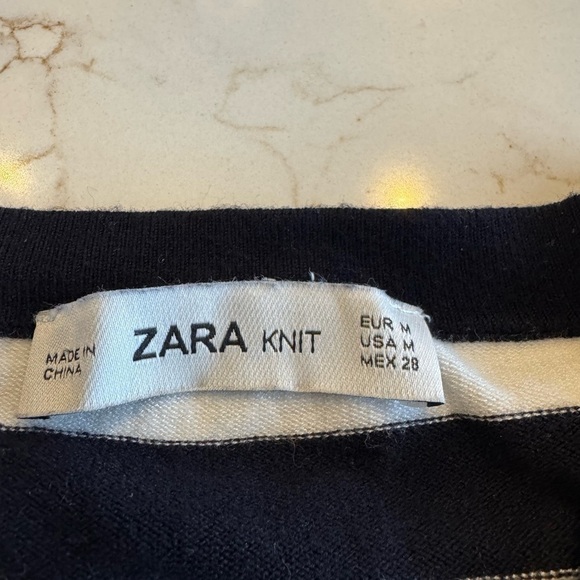 MADE IN
CHINA
ZARA KNIT
EUR M
USA M
MEX 28